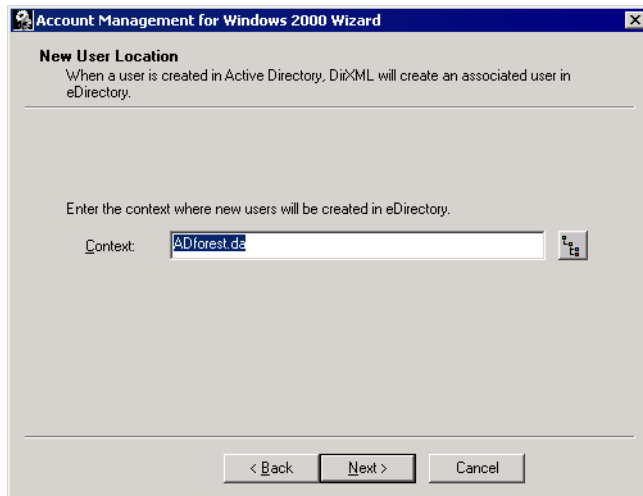 Account Management for Windows 2000 Wizard
New User Location
When a user is created in Active Directory, DirXML will create an associated user in
eDirectory.
Enter the context where new users will be created in eDirectory.
Context: ADforest.da
< Back Next > Cancel